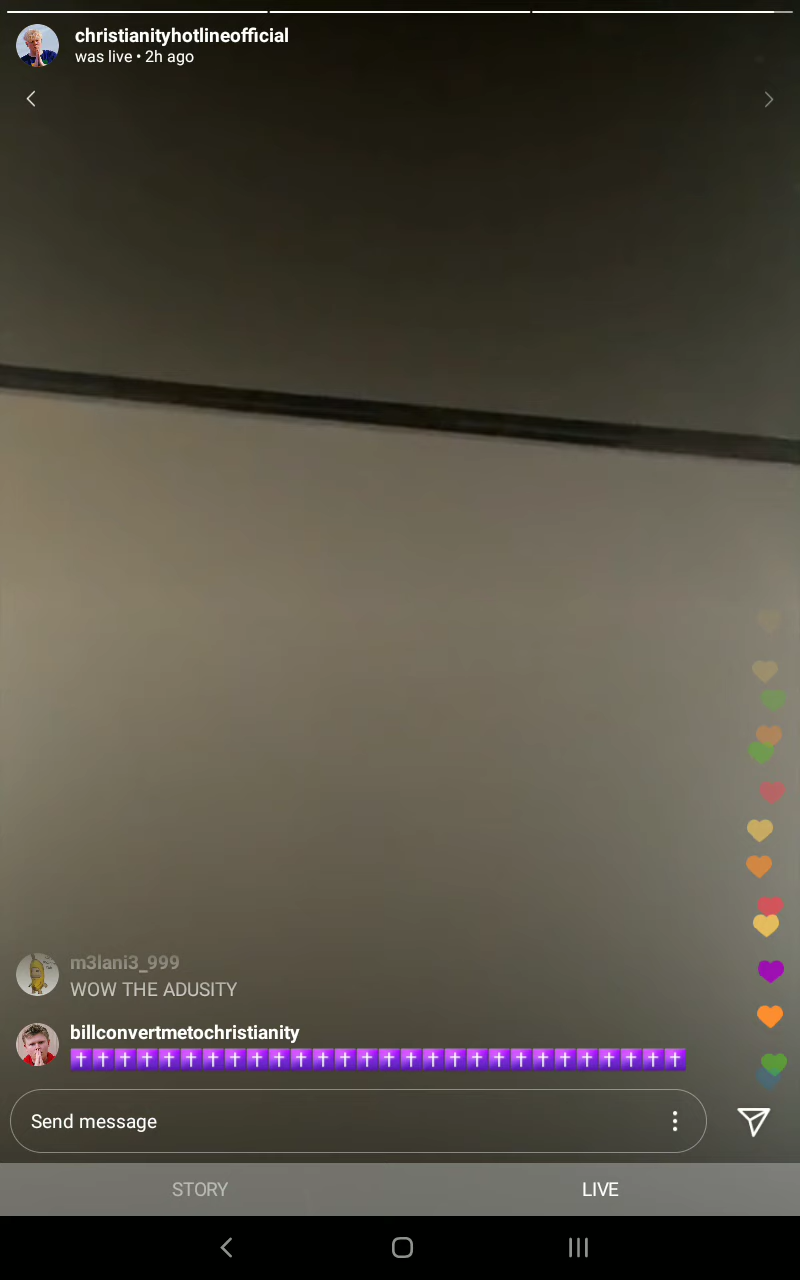 christianityhotlineofficial
was live • 2h ago
m3lani3_999
WOW THE ADUSITY
billconvertmetochristianity
✝️✝️✝️✝️✝️✝️✝️✝️✝️✝️✝️✝️✝️✝️✝️✝️✝️✝️✝️✝️✝️✝️✝️✝️✝️✝️✝️✝️
Send message
STORY
LIVE